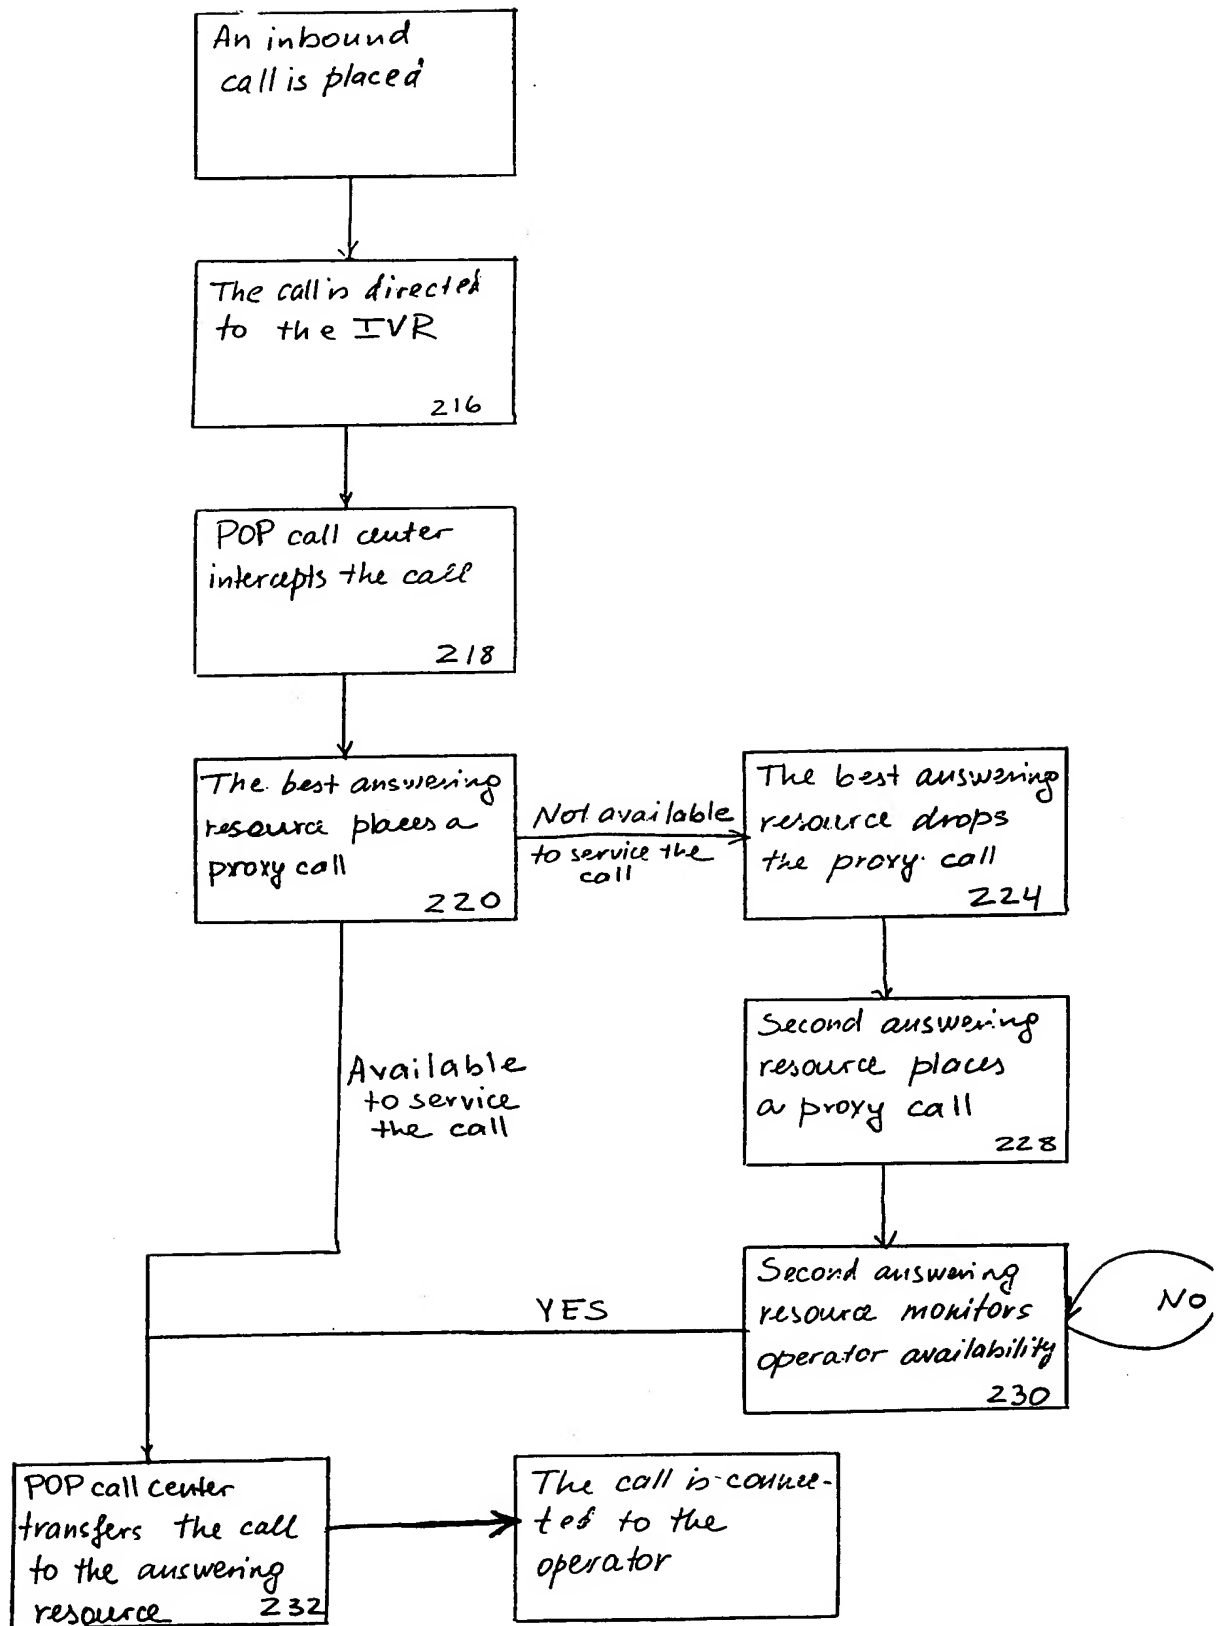 An inbound
call is placed
The call is directed
to the IVR
216
POP call center
intercepts the call
218
The best answering
resource places a
proxy call
220
Not available
to service the
call
The best answering
resource drops
the proxy call
224
Second answering
resource places
a proxy call
228
Available
to service
the call
Second answering
resource monitors
operator availability
230
NO
YES
POP call center
transfers the call
to the answering
resource 232
The call is connec-
ted to the
operator